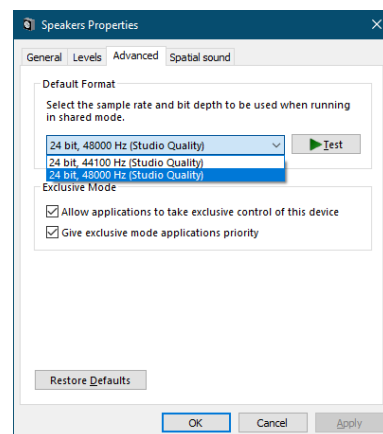 Speakers Properties
General Levels Advanced Spatial sound
Default Format
Select the sample rate and bit depth to be used when running
in shared mode.
24 bit, 48000 Hz (Studio Quality)
Test
24 bit, 44100 Hz (Studio Quality)
24 bit, 48000 Hz (Studio Quality)
Exclusive Mode
Allow applications to take exclusive control of this device
Give exclusive mode applications priority
Restore Defaults
OK Cancel Apply